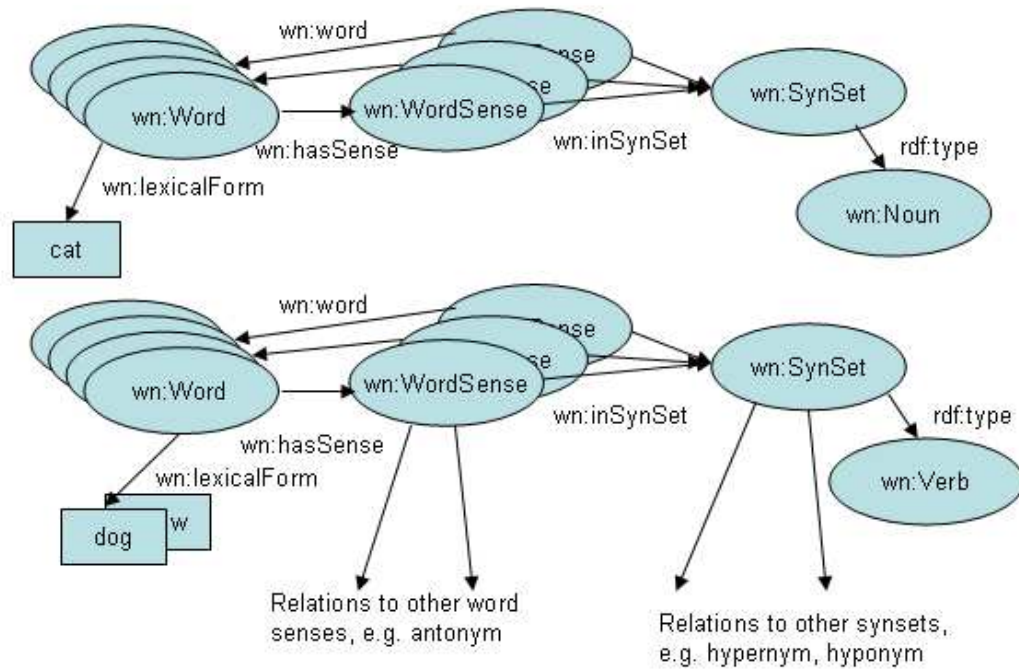 wn:word
wn:Word
wn:WordSense
wn:SynSet
wn:hasSense
wn:inSynSet
rdf:type
wn:lexicalForm
wn:Noun
cat
wn:word
wn:Word
wn:WordSense
wn:SynSet
wn:hasSense
wn:inSynSet
rdf:type
wn:lexicalForm
wn:Verb
dog
w
Relations to other word
senses, e.g. antonym
Relations to other synsets,
e.g. hypernym, hyponym